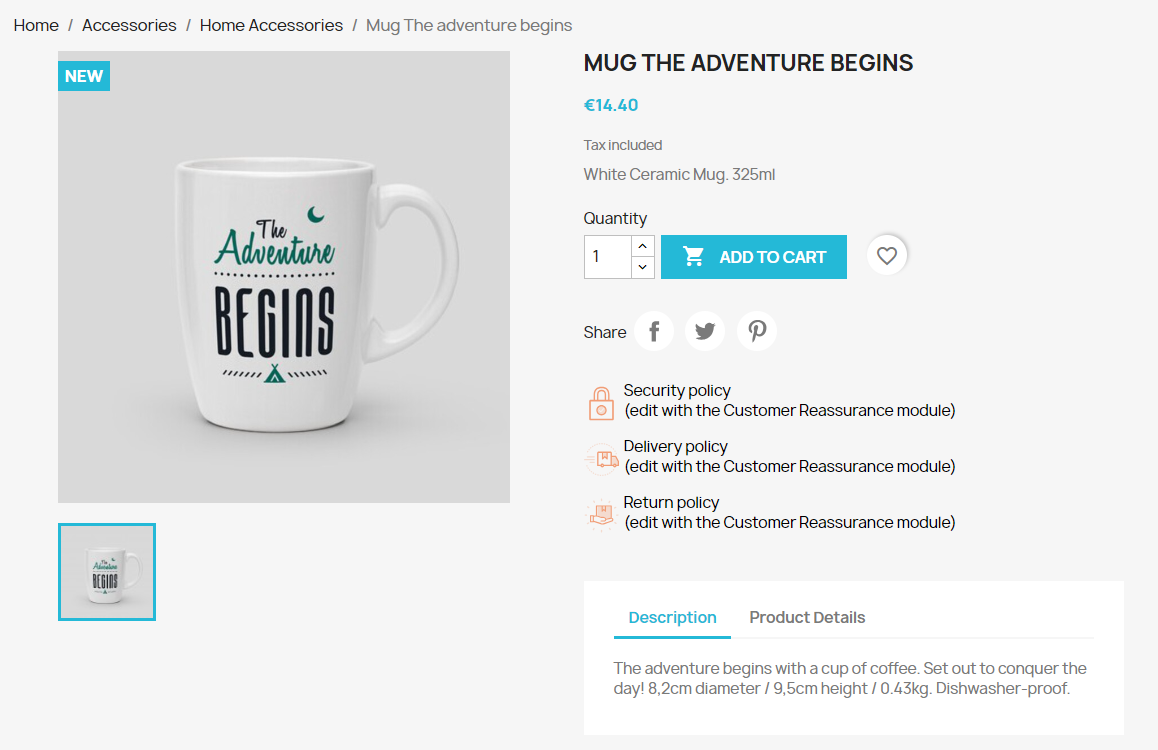 Home / Accessories / Home Accessories / Mug The adventure begins
NEW
The
Adventure
BEGINS
The
Adventure
BEGINS
MUG THE ADVENTURE BEGINS
€14.40
Tax included
White Ceramic Mug. 325ml
Quantity
1
ADD TO CART
Share
Security policy
(edit with the Customer Reassurance module)
Delivery policy
(edit with the Customer Reassurance module)
Return policy
(edit with the Customer Reassurance module)
Description Product Details
The adventure begins with a cup of coffee. Set out to conquer the
day! 8,2cm diameter / 9,5cm height / 0.43kg. Dishwasher-proof.